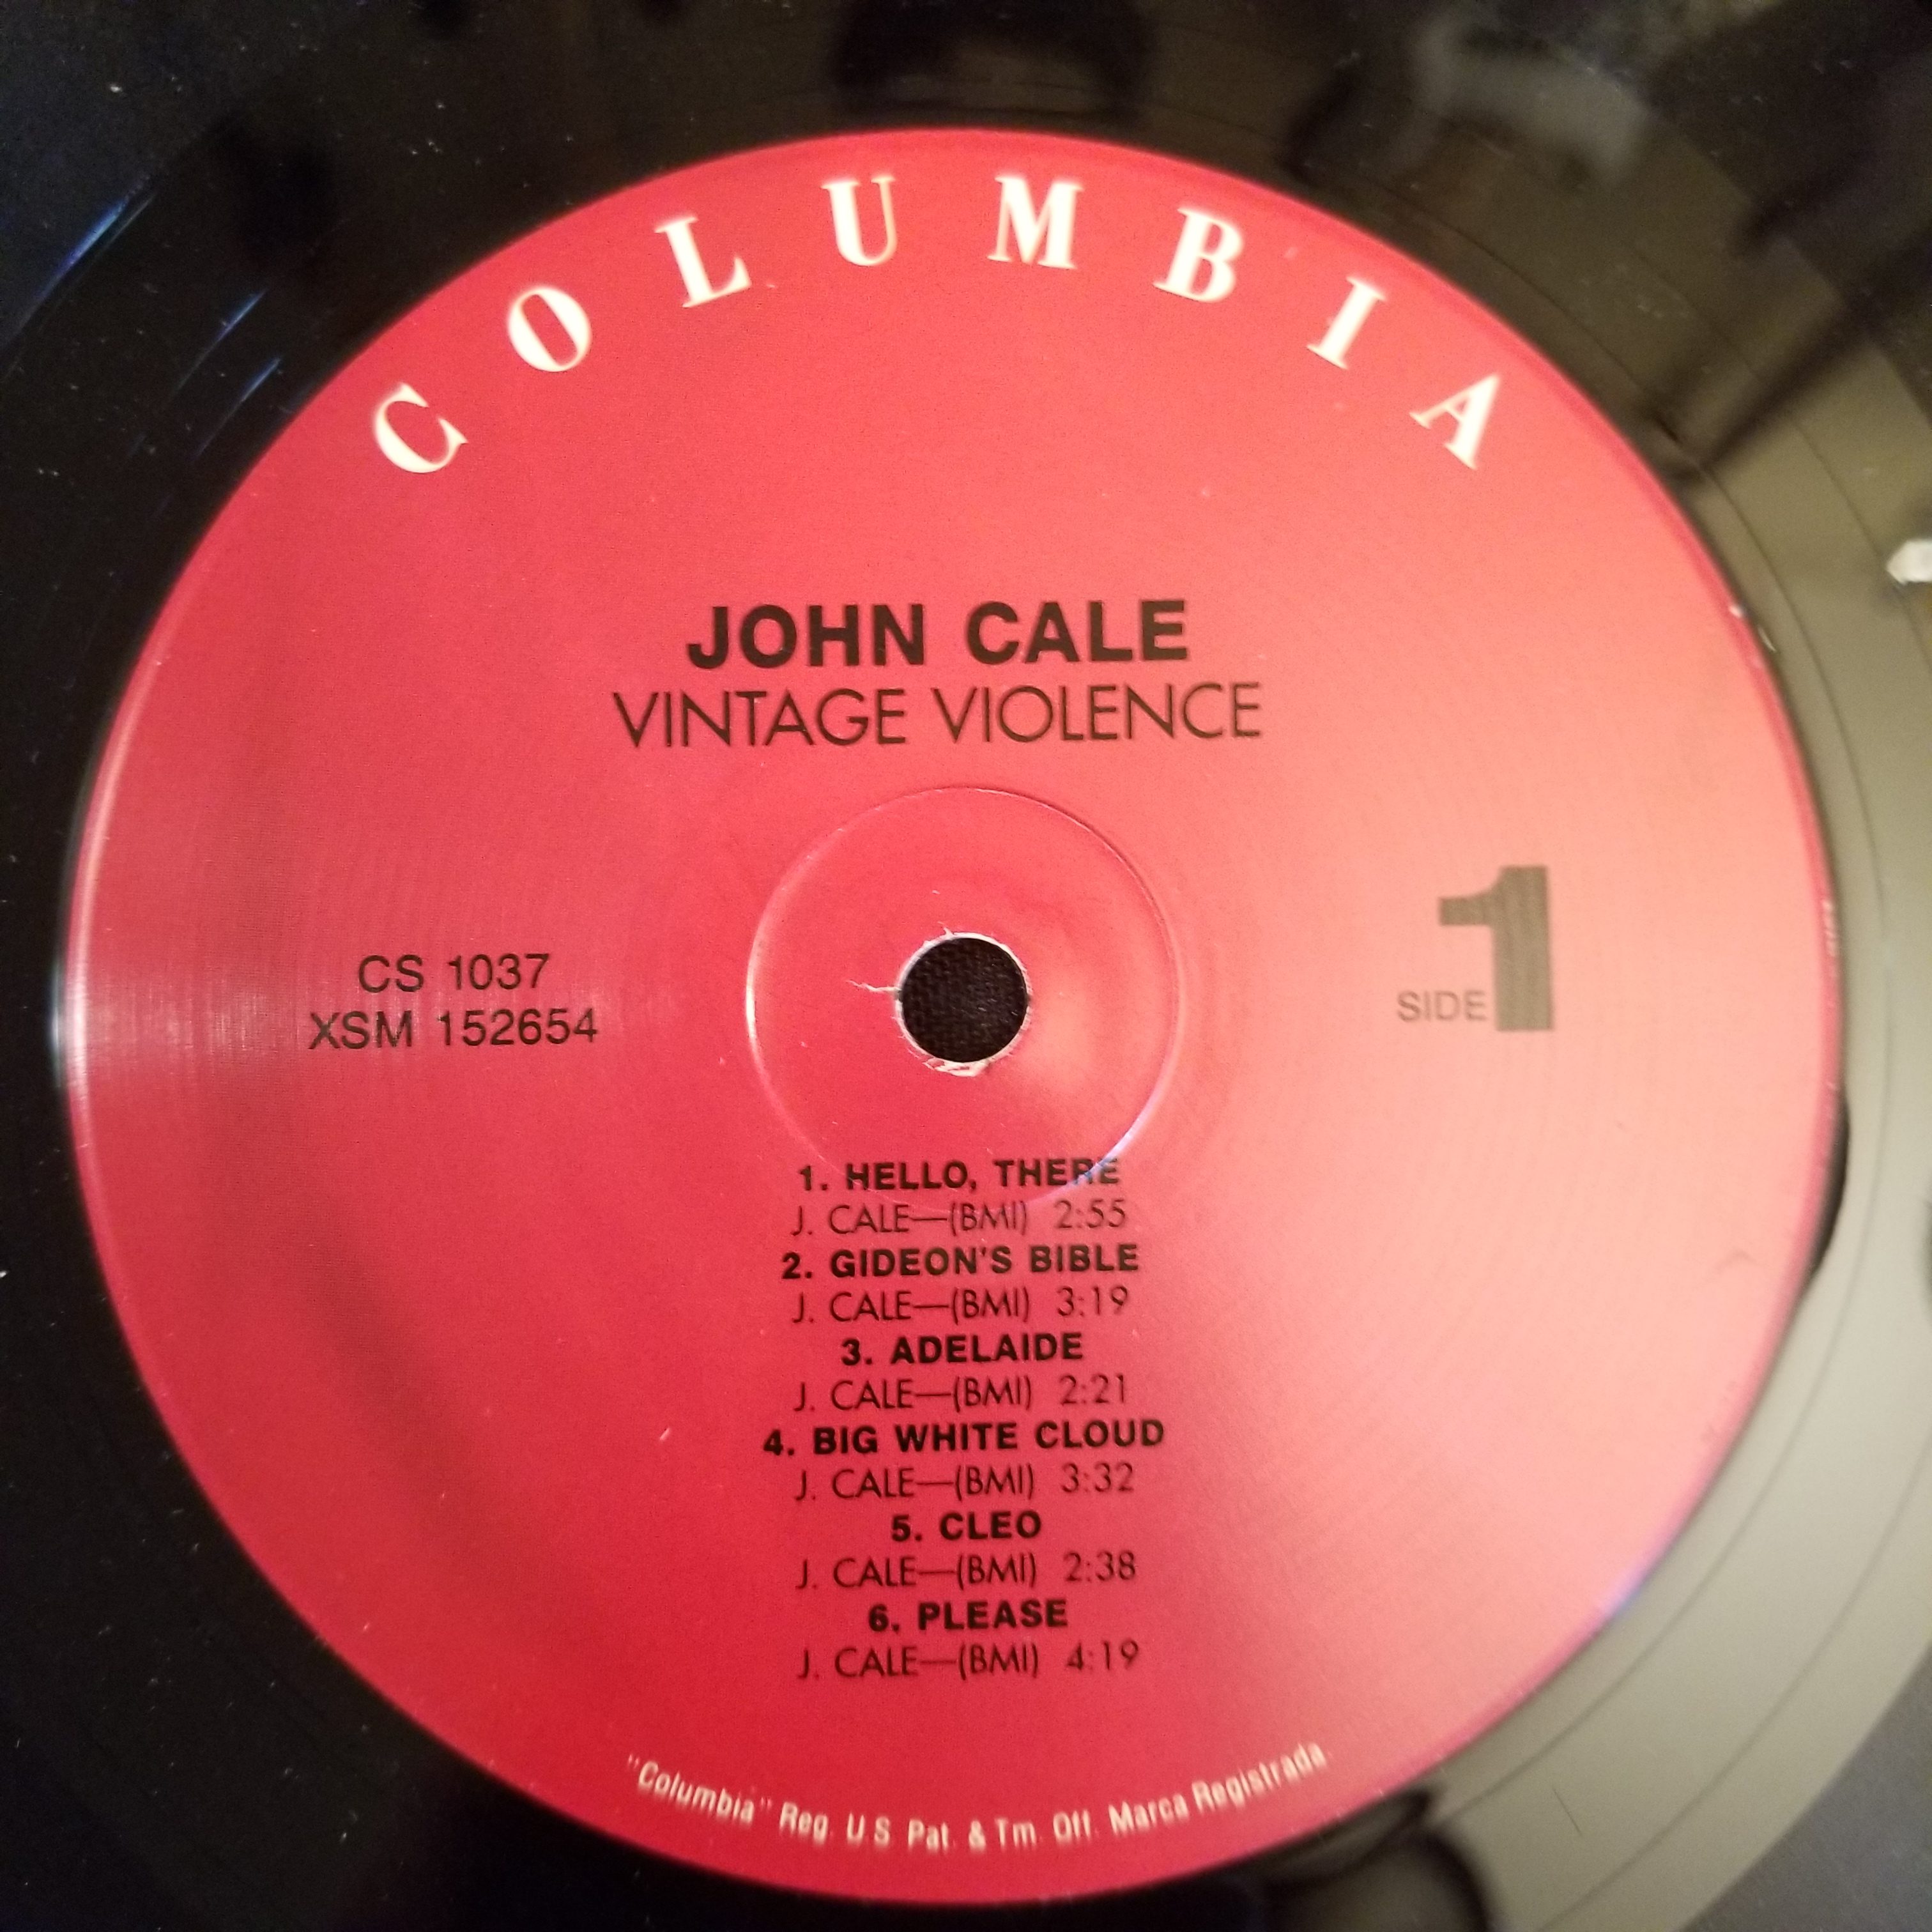 COLUMBIA
JOHN CALE
VINTAGE VIOLENCE
CS 1037
XSM 152654
SIDE 1
1. HELLO, THERE
J. CALE—(BMI) 2:55
2. GIDEON'S BIBLE
J. CALE—(BMI) 3:19
3. ADELAIDE
J. CALE—(BMI) 2:21
4. BIG WHITE CLOUD
J. CALE—(BMI) 3:32
5. CLEO
J. CALE—(BMI) 2:38
6. PLEASE
J. CALE—(BMI) 4:19
"Columbia" Reg. U S Pat. & Tm. Off. Marca Registrada.